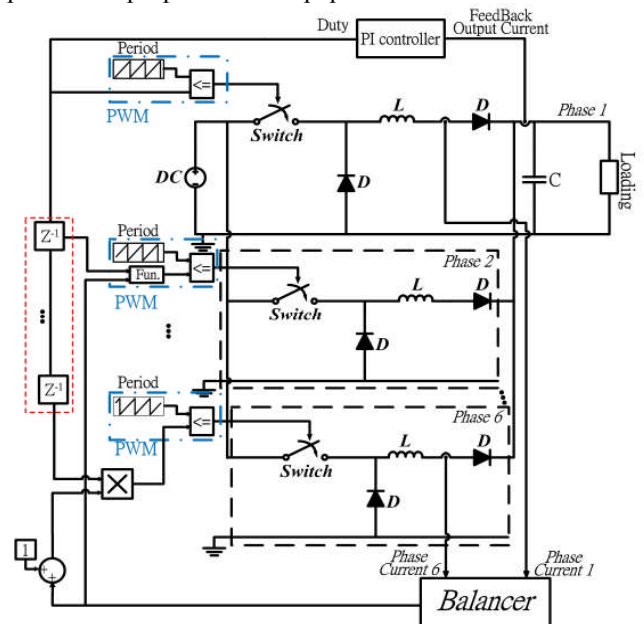 FeedBack
Output Current
Duty
PI controller
Period
<=
PWM
L
D
Phase 1
Switch
DC
D
C
Loading
Z-1
Period
Fun.
<=
PWM
Phase 2
L
D
Switch
D
Z-1
Period
<=
PWM
Phase 6
L
D
Switch
D
1
+
+
Phase
Current 6
Phase
Current 1
Balancer